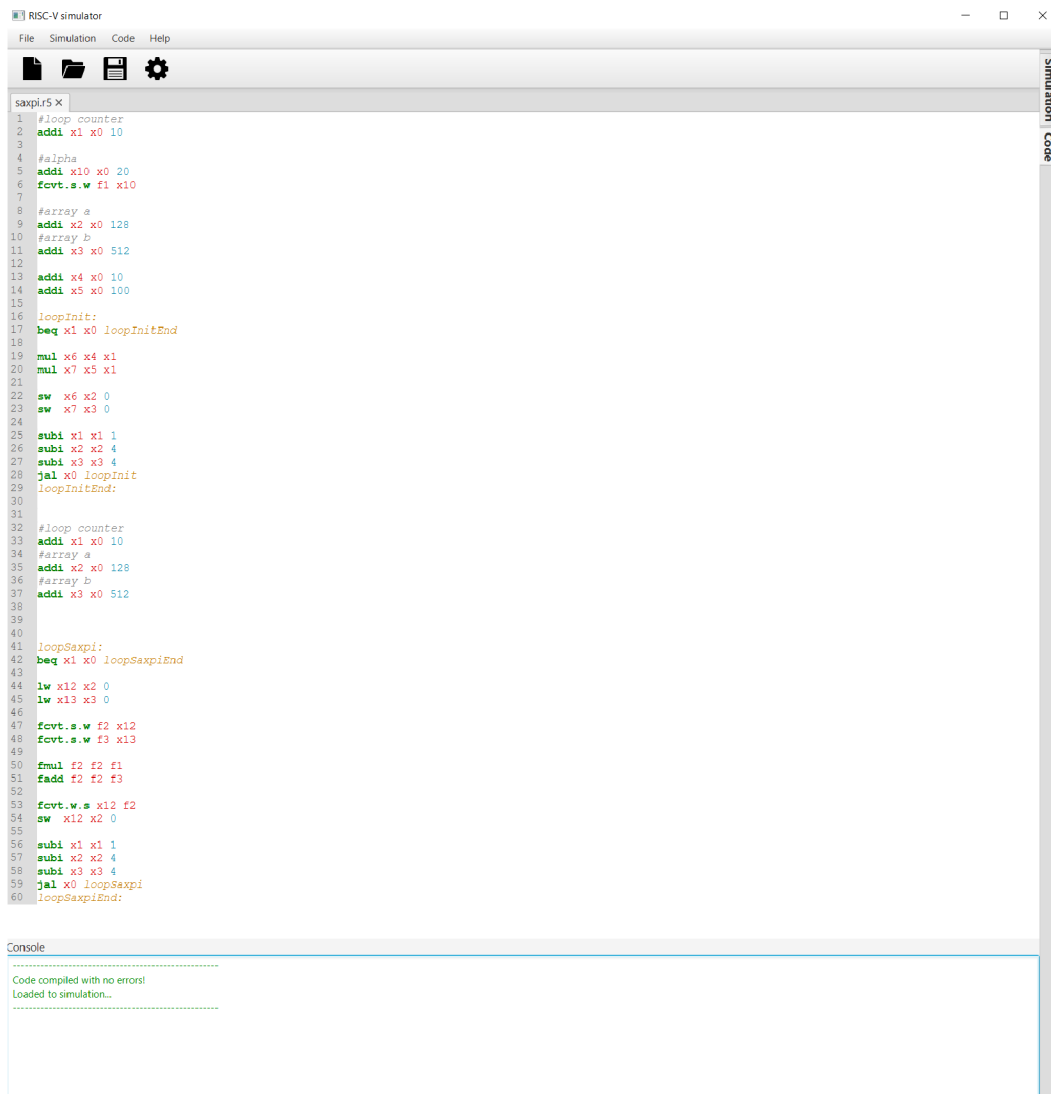 RISC-V simulator
File Simulation Code Help
saxpi.r5 ×
Simulation
Code
1 #loop counter
2 addi x1 x0 10
3
4 #alpha
5 addi x10 x0 20
6 fcvt.s.w f1 x10
7
8 #array a
9 addi x2 x0 128
10 #array b
11 addi x3 x0 512
12
13 addi x4 x0 10
14 addi x5 x0 100
15
16 loopInit:
17 beq x1 x0 loopInitEnd
18
19 mul x6 x4 x1
20 mul x7 x5 x1
21
22 sw  x6 x2 0
23 sw  x7 x3 0
24
25 subi x1 x1 1
26 subi x2 x2 4
27 subi x3 x3 4
28 jal x0 loopInit
29 loopInitEnd:
30
31
32 #loop counter
33 addi x1 x0 10
34 #array a
35 addi x2 x0 128
36 #array b
37 addi x3 x0 512
38
39
40
41 loopSaxpi:
42 beq x1 x0 loopSaxpiEnd
43
44 lw x12 x2 0
45 lw x13 x3 0
46
47 fcvt.s.w f2 x12
48 fcvt.s.w f3 x13
49
50 fmul f2 f2 f1
51 fadd f2 f2 f3
52
53 fcvt.w.s x12 f2
54 sw  x12 x2 0
55
56 subi x1 x1 1
57 subi x2 x2 4
58 subi x3 x3 4
59 jal x0 loopSaxpi
60 loopSaxpiEnd:
Console
----------------------------------------------------
Code compiled with no errors!
Loaded to simulation...
----------------------------------------------------